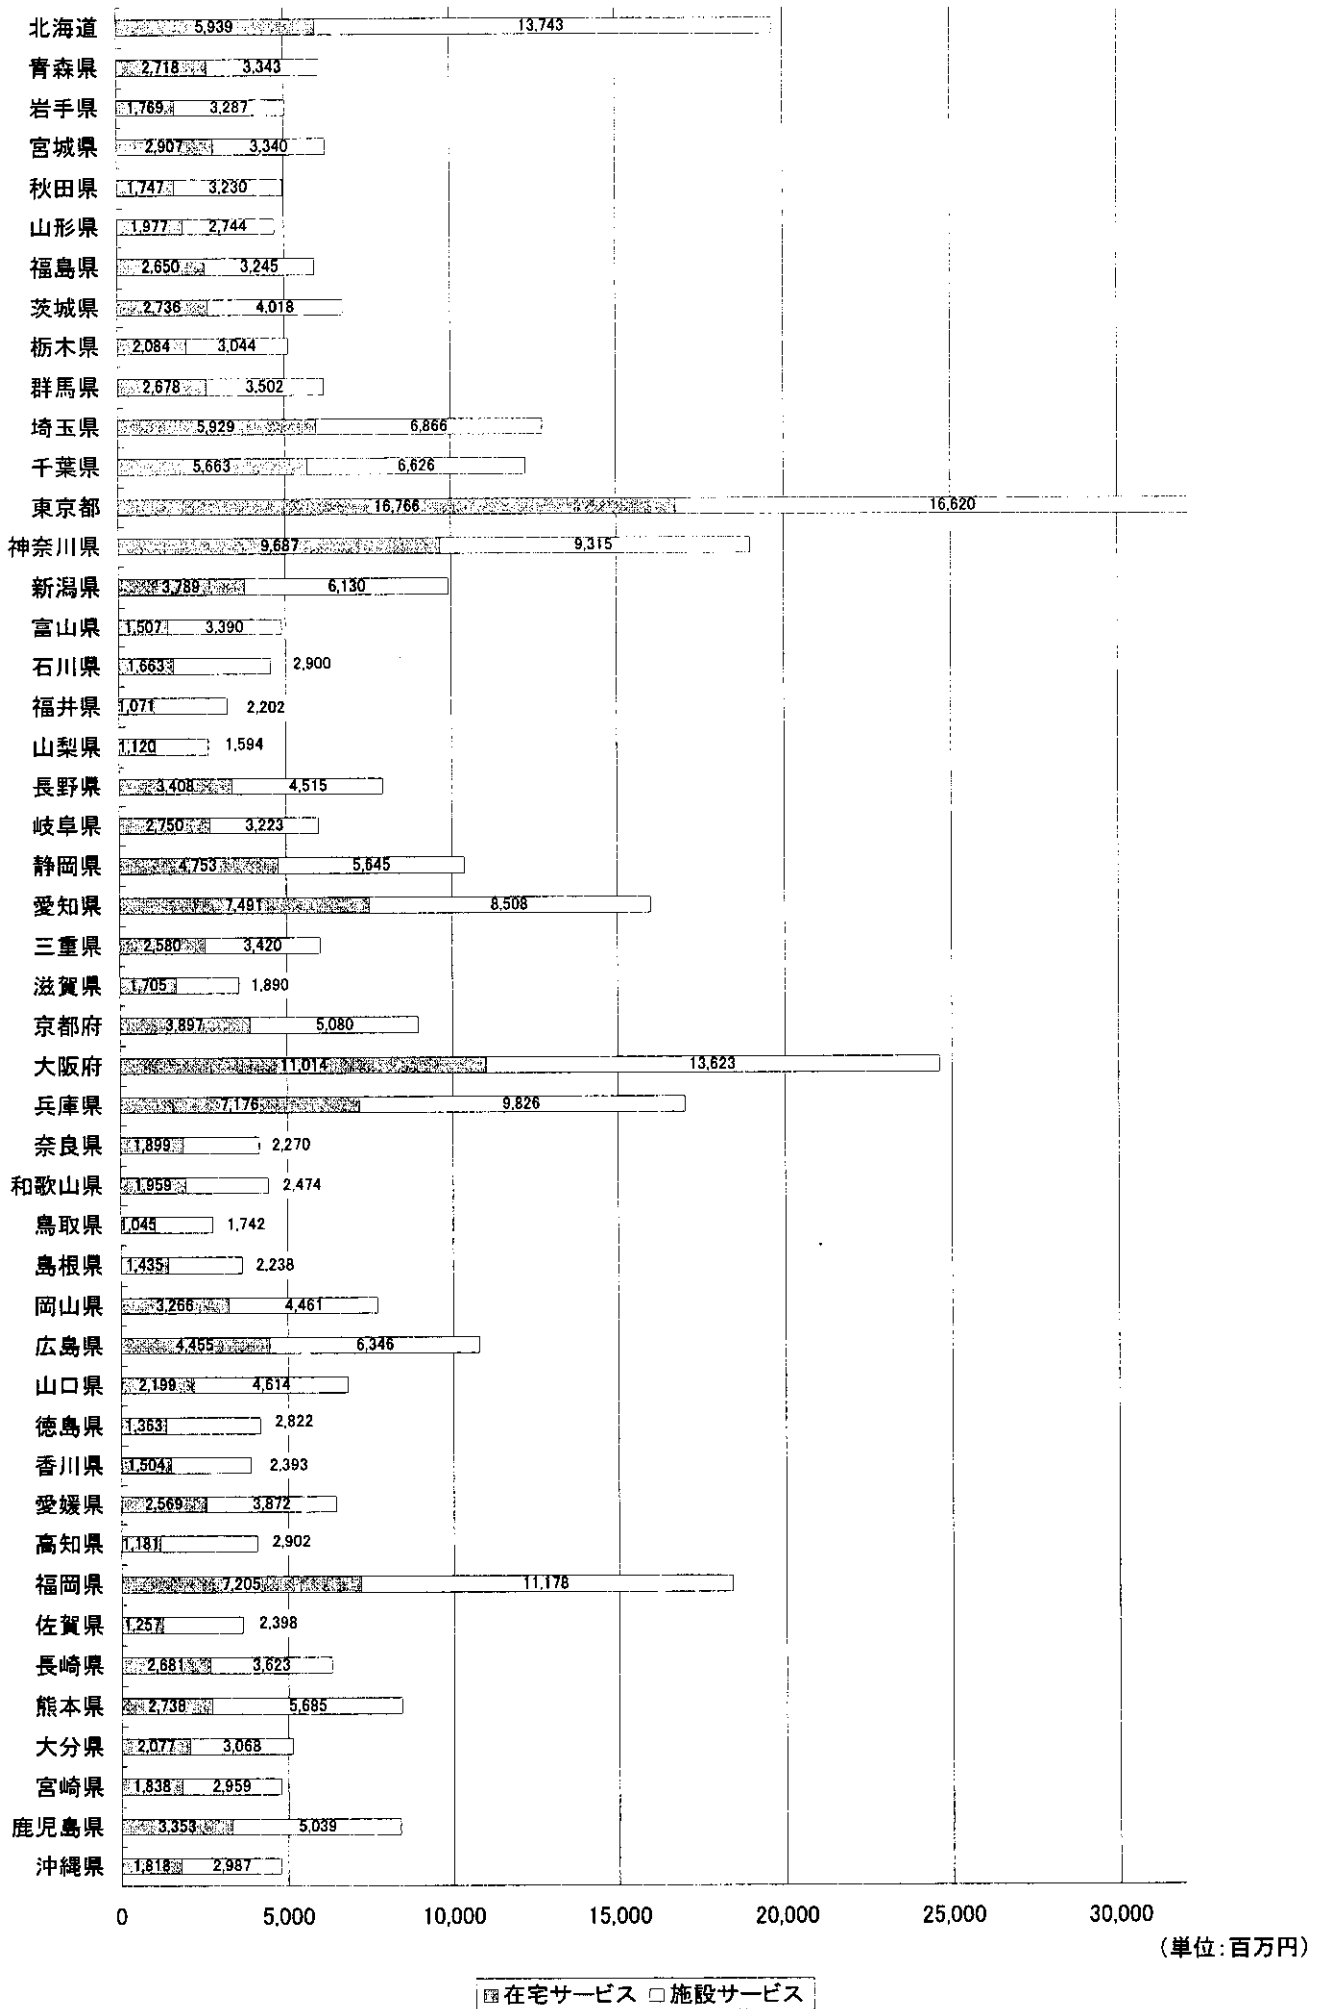 北海道 5,939 13,743
青森県 2,718 3,343
岩手県 1,769 3,287
宮城県 2,907 3,340
秋田県 1,747 3,230
山形県 1,977 2,744
福島県 2,650 3,245
茨城県 2,736 4,018
栃木県 2,084 3,044
群馬県 2,678 3,502
埼玉県 5,929 6,866
千葉県 5,663 6,626
東京都 16,766 16,620
神奈川県 9,687 9,315
新潟県 3,789 6,130
富山県 1,507 3,390
石川県 1,663 2,900
福井県 1,071 2,202
山梨県 1,120 1,594
長野県 3,408 4,515
岐阜県 2,750 3,223
静岡県 4,753 5,645
愛知県 7,491 8,508
三重県 2,580 3,420
滋賀県 1,705 1,890
京都府 3,897 5,080
大阪府 11,014 13,623
兵庫県 7,176 9,826
奈良県 1,899 2,270
和歌山県 1,959 2,474
鳥取県 1,045 1,742
島根県 1,435 2,238
岡山県 3,266 4,461
広島県 4,455 6,346
山口県 2,199 4,614
徳島県 1,363 2,822
香川県 1,504 2,393
愛媛県 2,569 3,872
高知県 1,181 2,902
福岡県 7,205 11,178
佐賀県 1,257 2,398
長崎県 2,681 3,623
熊本県 2,738 5,685
大分県 2,077 3,068
宮崎県 1,838 2,959
鹿児島県 3,353 5,039
沖縄県 1,818 2,987
0 5,000 10,000 15,000 20,000 25,000 30,000
(単位:百万円)
在宅サービス 施設サービス